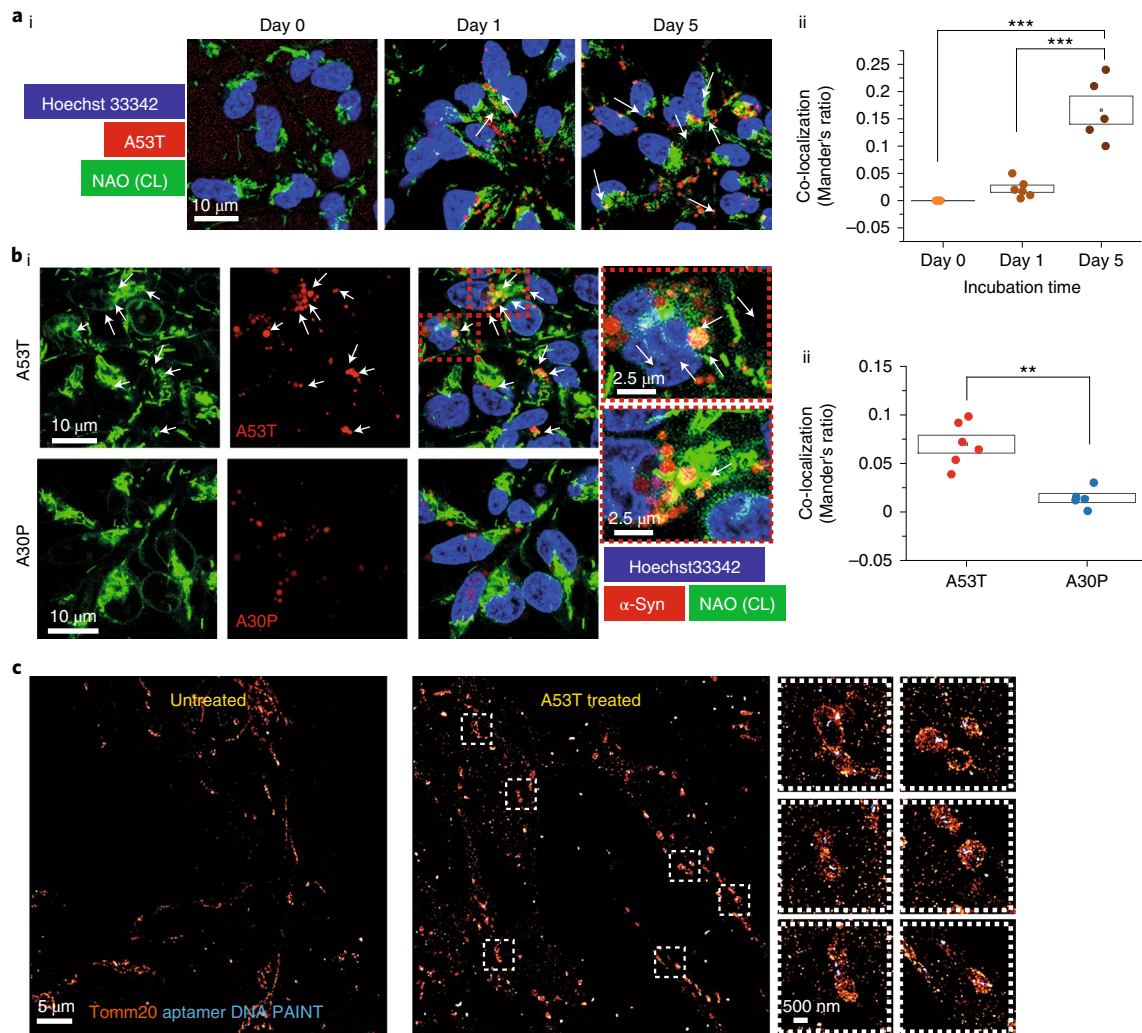 a
i
Day 0
Day 1
Day 5
Hoechst 33342
A53T
NAO (CL)
10 μm
ii
***
***
Co-localization
(Mander's ratio)
0.25
0.20
0.15
0.10
0.05
0
−0.05
Day 0
Day 1
Day 5
Incubation time
b
i
A53T
10 μm
A53T
2.5 μm
2.5 μm
A30P
10 μm
A30P
Hoechst33342
α-Syn
NAO (CL)
ii
**
Co-localization
(Mander's ratio)
0.15
0.1
0.05
0
−0.05
A53T
A30P
c
Untreated
A53T treated
5 μm
Tomm20 aptamer DNA PAINT
500 nm